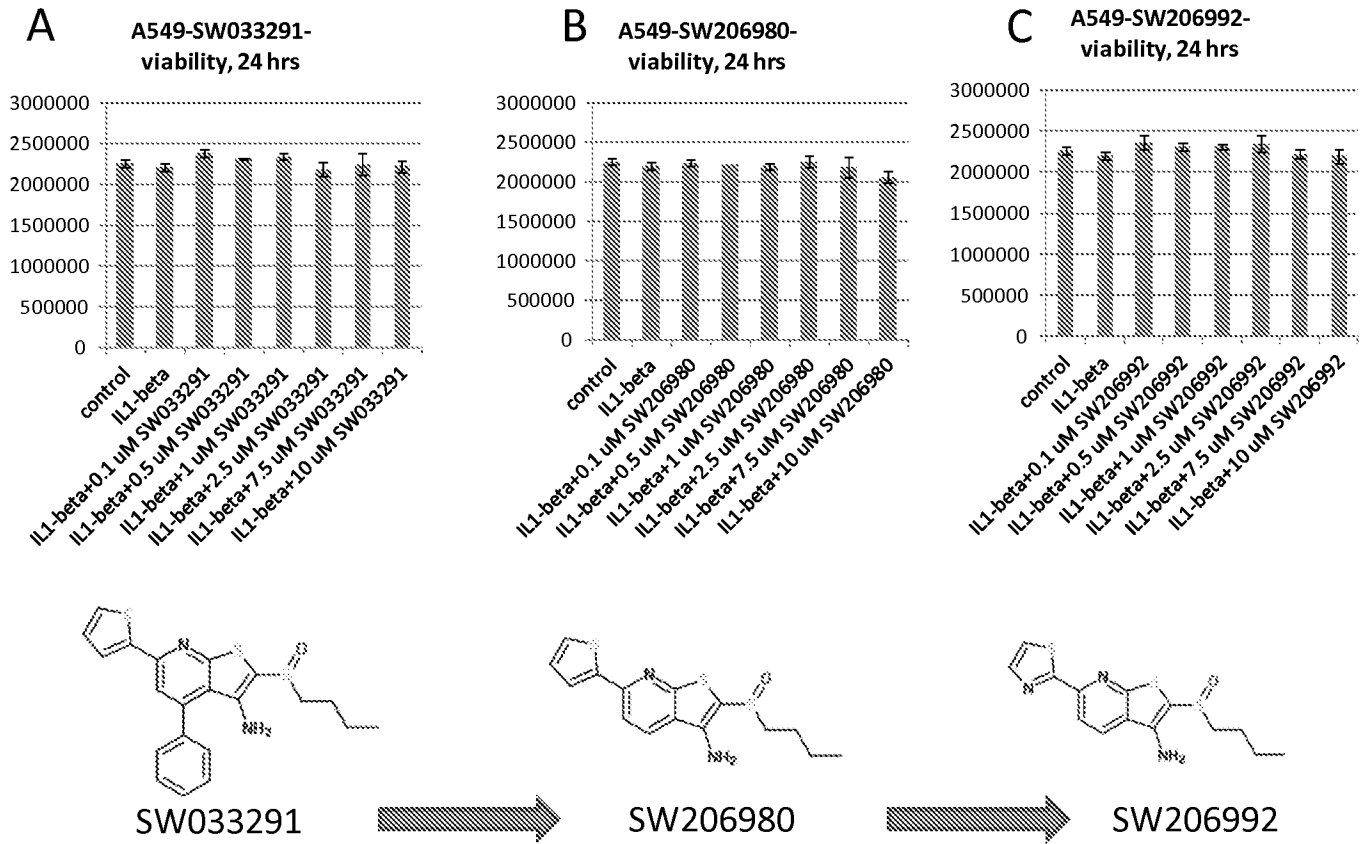 A
A549-SW033291-
viability, 24 hrs
3000000
2500000
2000000
1500000
1000000
500000
0
control
IL1-beta
IL1-beta+0.1 uM SW033291
IL1-beta+0.5 uM SW033291
IL1-beta+1 uM SW033291
IL1-beta+2.5 uM SW033291
IL1-beta+7.5 uM SW033291
IL1-beta+10 uM SW033291
B
A549-SW206980-
viability, 24 hrs
3000000
2500000
2000000
1500000
1000000
500000
0
control
IL1-beta
IL1-beta+0.1 uM SW206980
IL1-beta+0.5 uM SW206980
IL1-beta+1 uM SW206980
IL1-beta+2.5 uM SW206980
IL1-beta+7.5 uM SW206980
IL1-beta+10 uM SW206980
C
A549-SW206992-
viability, 24 hrs
3000000
2500000
2000000
1500000
1000000
500000
0
control
IL1-beta
IL1-beta+0.1 uM SW206992
IL1-beta+0.5 uM SW206992
IL1-beta+1 uM SW206992
IL1-beta+2.5 uM SW206992
IL1-beta+7.5 uM SW206992
IL1-beta+10 uM SW206992
S
N
S
S
O
NH2
SW033291
S
N
S
S
O
NH2
SW206980
S
N
N
S
S
O
NH2
SW206992